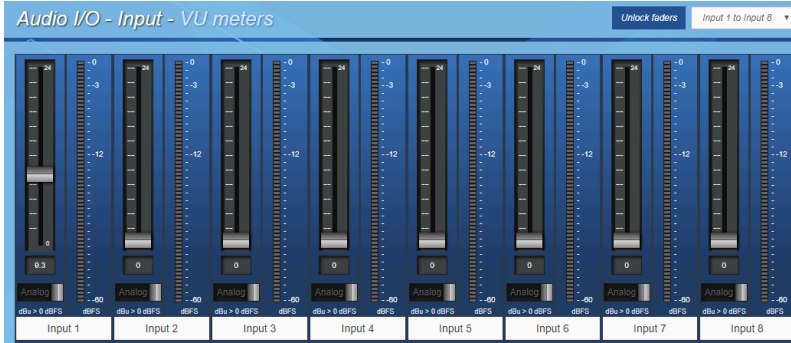 Audio I/O - Input - VU meters
Unlock faders
Input 1 to Input 8
24 -0 24 -0 24 -0 24 -0 24 -0 24 -0 24 -0 24 -0
-3 -3 -3 -3 -3 -3 -3 -3
-12 -12 -12 -12 -12 -12 -12 -12
0
9.3 0 0 0 0 0 0 0
Analog Analog Analog Analog Analog Analog Analog Analog
-60 -60 -60 -60 -60 -60 -60 -60
dBu > 0 dBFS dBFS dBu > 0 dBFS dBFS dBu > 0 dBFS dBFS dBu > 0 dBFS dBFS dBu > 0 dBFS dBFS dBu > 0 dBFS dBFS dBu > 0 dBFS dBFS dBu > 0 dBFS dBFS
Input 1 Input 2 Input 3 Input 4 Input 5 Input 6 Input 7 Input 8